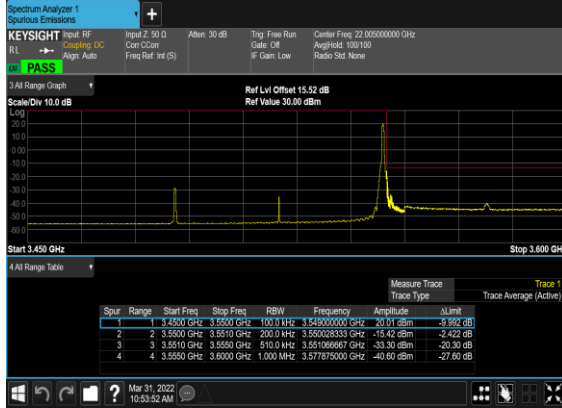 Spectrum Analyzer 1
Spurious Emissions
+
KEYSIGHT
RL
PASS
Input: RF
Coupling: DC
Align: Auto
Input Z: 50 Ω
Corr CCorr
Freq Ref: Int (S)
Atten: 30 dB
Trig: Free Run
Gate: Off
IF Gain: Low
Center Freq: 22.005000000 GHz
Avg|Hold: 100/100
Radio Std: None
3 All Range Graph
Scale/Div 10.0 dB
Ref Lvl Offset 15.52 dB
Ref Value 30.00 dBm
Log
20.0
10.0
0.00
-10.0
-20.0
-30.0
-40.0
-50.0
-60.0
Start 3.450 GHz
Stop 3.600 GH
4 All Range Table
Measure Trace Trace 1
Trace Type Trace Average (Active)
Spur Range Start Freq Stop Freq RBW Frequency Amplitude ΔLimit
1 1 3.4500 GHz 3.5500 GHz 100.0 kHz 3.549000000 GHz 20.01 dBm -9.992 dB
2 2 3.5500 GHz 3.5510 GHz 200.0 kHz 3.550028333 GHz -15.42 dBm -2.422 dB
3 3 3.5510 GHz 3.5550 GHz 510.0 kHz 3.551066667 GHz -33.30 dBm -20.30 dB
4 4 3.5550 GHz 3.6000 GHz 1.000 MHz 3.577875000 GHz -40.60 dBm -27.60 dB
?
Mar 31, 2022
10:53:52 AM